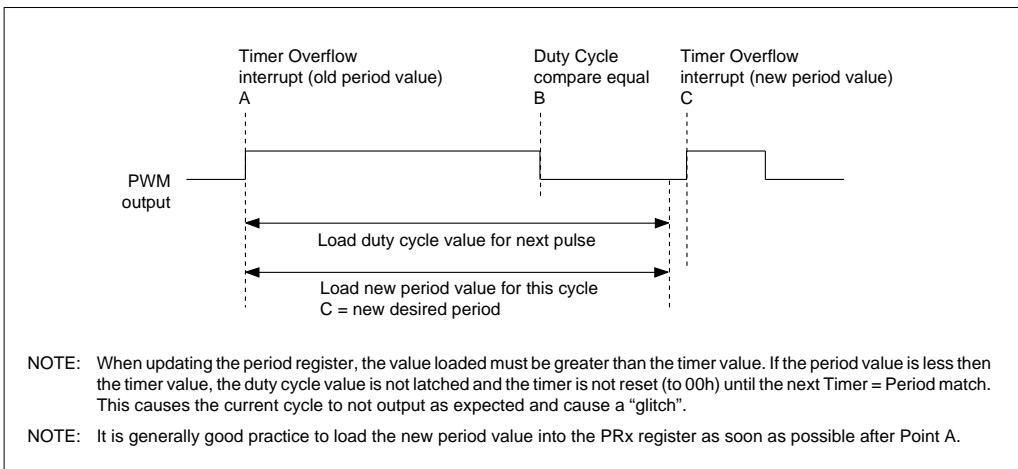 Timer Overflow
interrupt (old period value)
A
Duty Cycle
compare equal
B
Timer Overflow
interrupt (new period value)
C
PWM
output
Load duty cycle value for next pulse
Load new period value for this cycle
C = new desired period
NOTE: When updating the period register, the value loaded must be greater than the timer value. If the period value is less then
the timer value, the duty cycle value is not latched and the timer is not reset (to 00h) until the next Timer = Period match.
This causes the current cycle to not output as expected and cause a “glitch”.
NOTE: It is generally good practice to load the new period value into the PRx register as soon as possible after Point A.